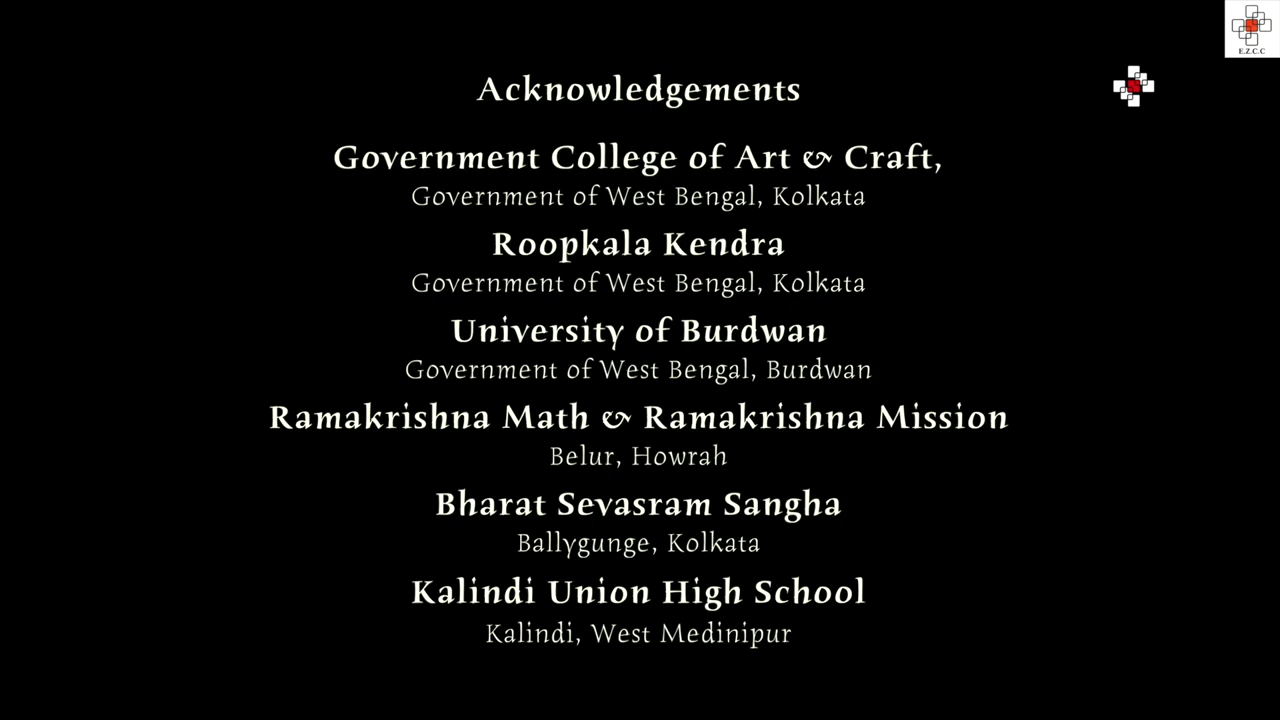 E.Z.C.C
Acknowledgements
Government College of Art & Craft,
Government of West Bengal, Kolkata
Roopkala Kendra
Government of West Bengal, Kolkata
University of Burdwan
Government of West Bengal, Burdwan
Ramakrishna Math & Ramakrishna Mission
Belur, Howrah
Bharat Sevasram Sangha
Ballygunge, Kolkata
Kalindi Union High School
Kalindi, West Medinipur